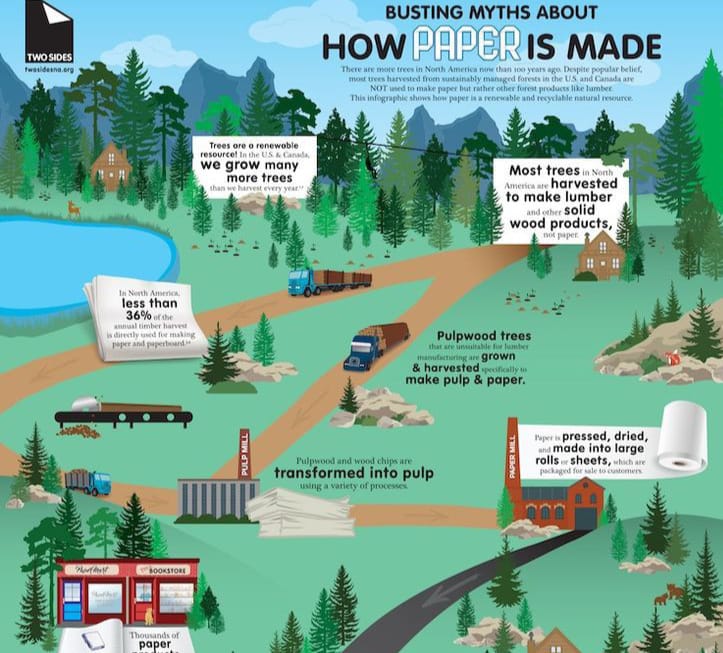 TWO SIDES
twosidesna.org
BUSTING MYTHS ABOUT
HOW PAPER IS MADE
There are more trees in North America now than 100 years ago. Despite popular belief,
most trees harvested from sustainably managed forests in the U.S. and Canada are
NOT used to make paper but rather other forest products like lumber.
This infographic shows how paper is a renewable and recyclable natural resource.
Trees are a renewable
resource! In the U.S. & Canada,
we grow many
more trees
than we harvest every year.
Most trees in North
America are harvested
to make lumber
and other solid
wood products,
not paper.
In North America,
less than
36% of the
annual timber harvest
is directly used for making
paper and paperboard.
Pulpwood trees
that are unsuitable for lumber
manufacturing are grown
& harvested specifically to
make pulp & paper.
PULP MILL
Pulpwood and wood chips are
transformed into pulp
using a variety of processes.
PAPER MILL
Paper is pressed, dried,
and made into large
rolls or sheets, which are
packaged for sale to customers.
BOOKSTORE
Thousands of
paper